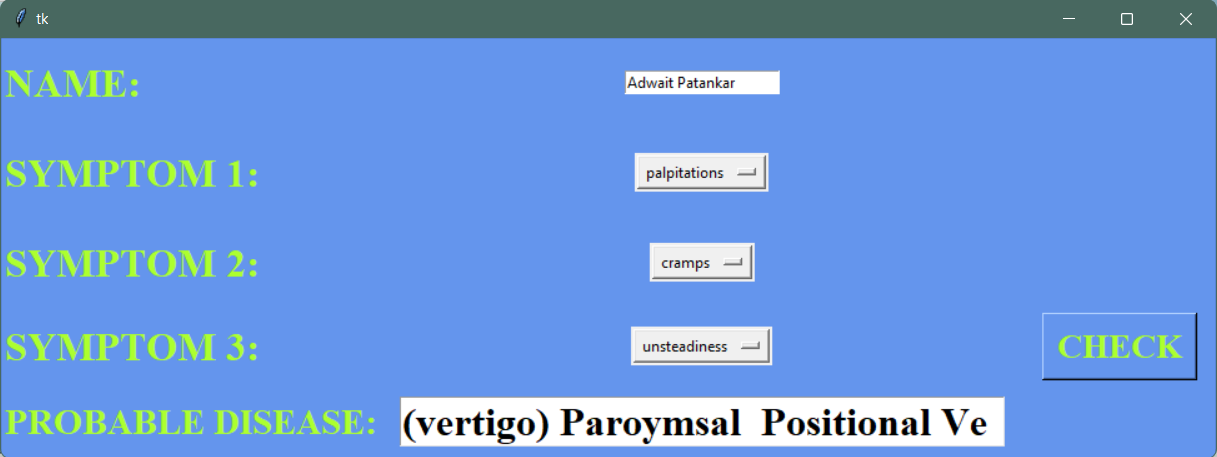 tk
NAME: Adwait Patankar
SYMPTOM 1: palpitations
SYMPTOM 2: cramps
SYMPTOM 3: unsteadiness CHECK
PROBABLE DISEASE: (vertigo) Paroymsal  Positional Ve